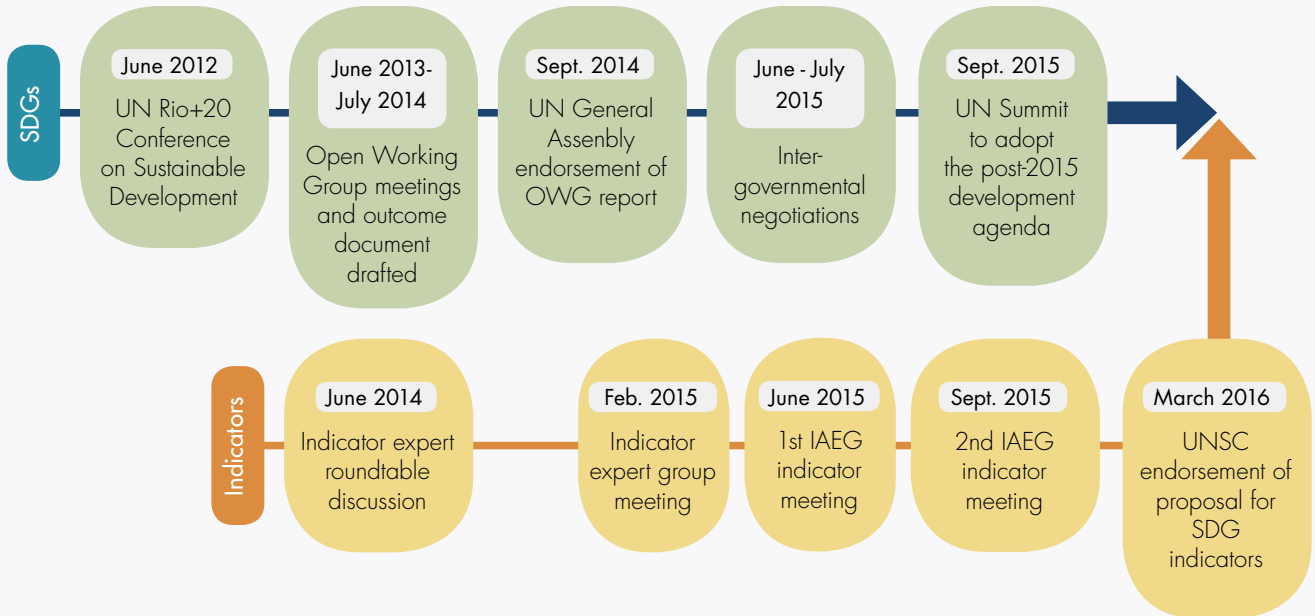 SDGs
June 2012
UN Rio+20
Conference
on Sustainable
Development
June 2013-
July 2014
Open Working
Group meetings
and outcome
document
drafted
Sept. 2014
UN General
Assembly
endorsement of
OWG report
June - July
2015
Inter-
governmental
negotiations
Sept. 2015
UN Summit
to adopt
the post-2015
development
agenda
Indicators
June 2014
Indicator expert
roundtable
discussion
Feb. 2015
Indicator
expert group
meeting
June 2015
1st IAEG
indicator
meeting
Sept. 2015
2nd IAEG
indicator
meeting
March 2016
UNSC
endorsement of
proposal for
SDG
indicators